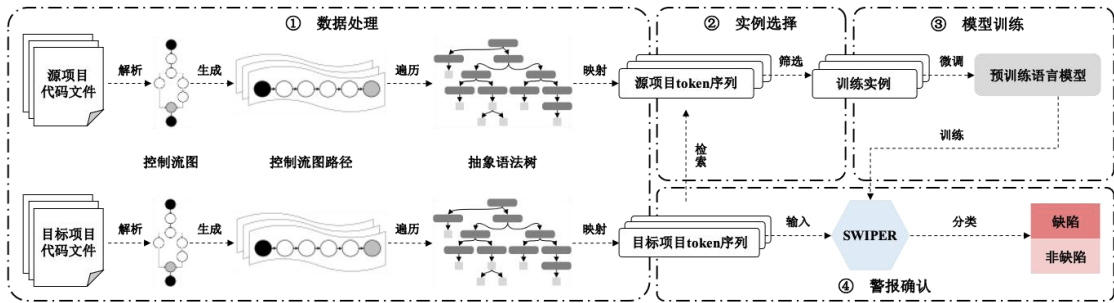 ① 数据处理
② 实例选择
③ 模型训练
源项目
代码文件
解析
生成
遍历
映射
源项目token序列
筛选
训练实例
微调
预训练语言模型
控制流图
控制流图路径
抽象语法树
检
索
训练
目标项目
代码文件
解析
生成
遍历
映射
目标项目token序列
输入
SWIPER
分类
缺陷
非缺陷
④ 警报确认